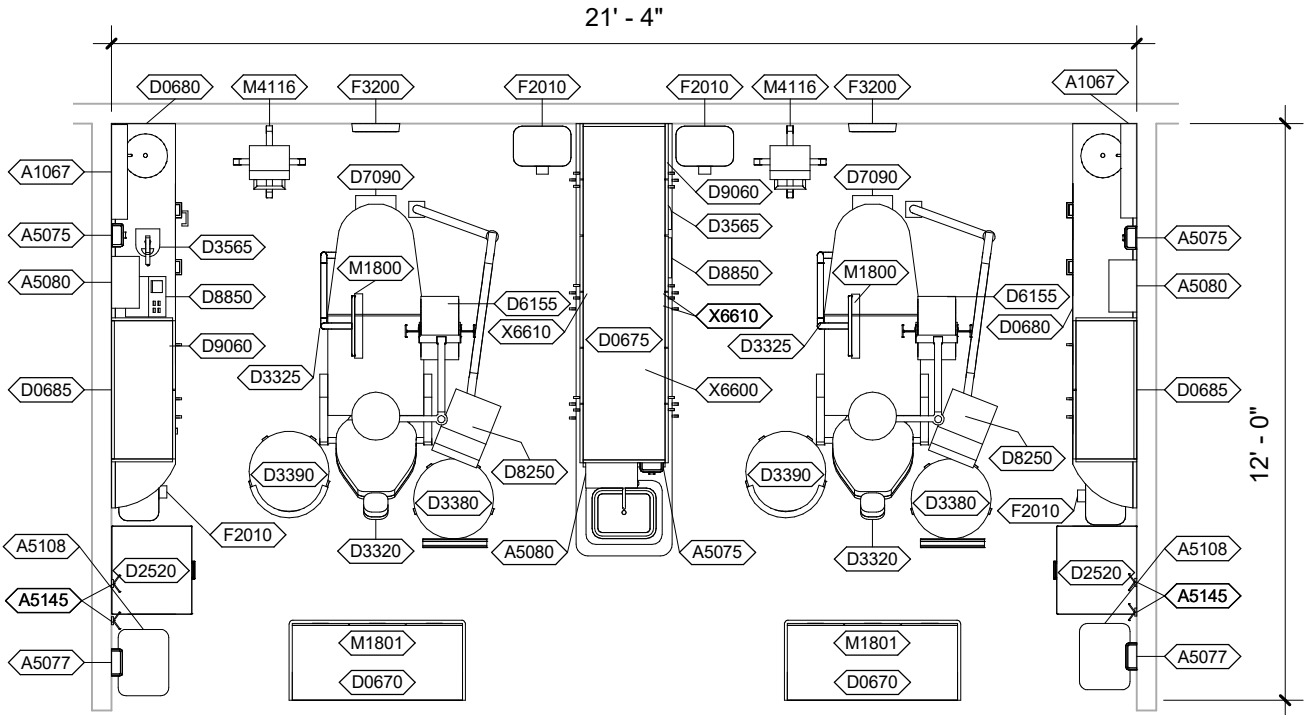 21' - 4"
D0680
M4116
F3200
F2010
F2010
M4116
F3200
A1067
A1067
D7090
D9060
D7090
A5075
D3565
D3565
A5075
A5080
D8850
M1800
D6155
D8850
M1800
D6155
A5080
X6610
X6610
D0680
D9060
D3325
D0675
D3325
D0685
X6600
D0685
12' - 0"
D3390
D8250
D3390
D8250
D3380
D3380
F2010
F2010
A5108
D3320
A5080
A5075
D3320
A5108
D2520
D2520
A5145
A5145
M1801
M1801
A5077
A5077
D0670
D0670